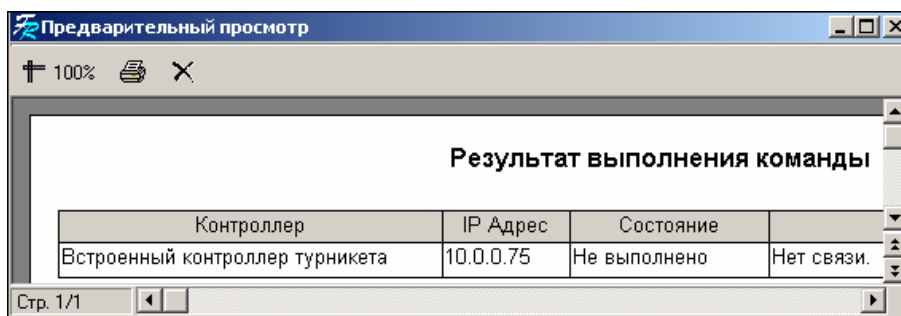 Предварительный просмотр
100%
Результат выполнения команды
Контроллер IP Адрес Состояние
Встроенный контроллер турникета 10.0.0.75 Не выполнено Нет связи.
Стр. 1/1